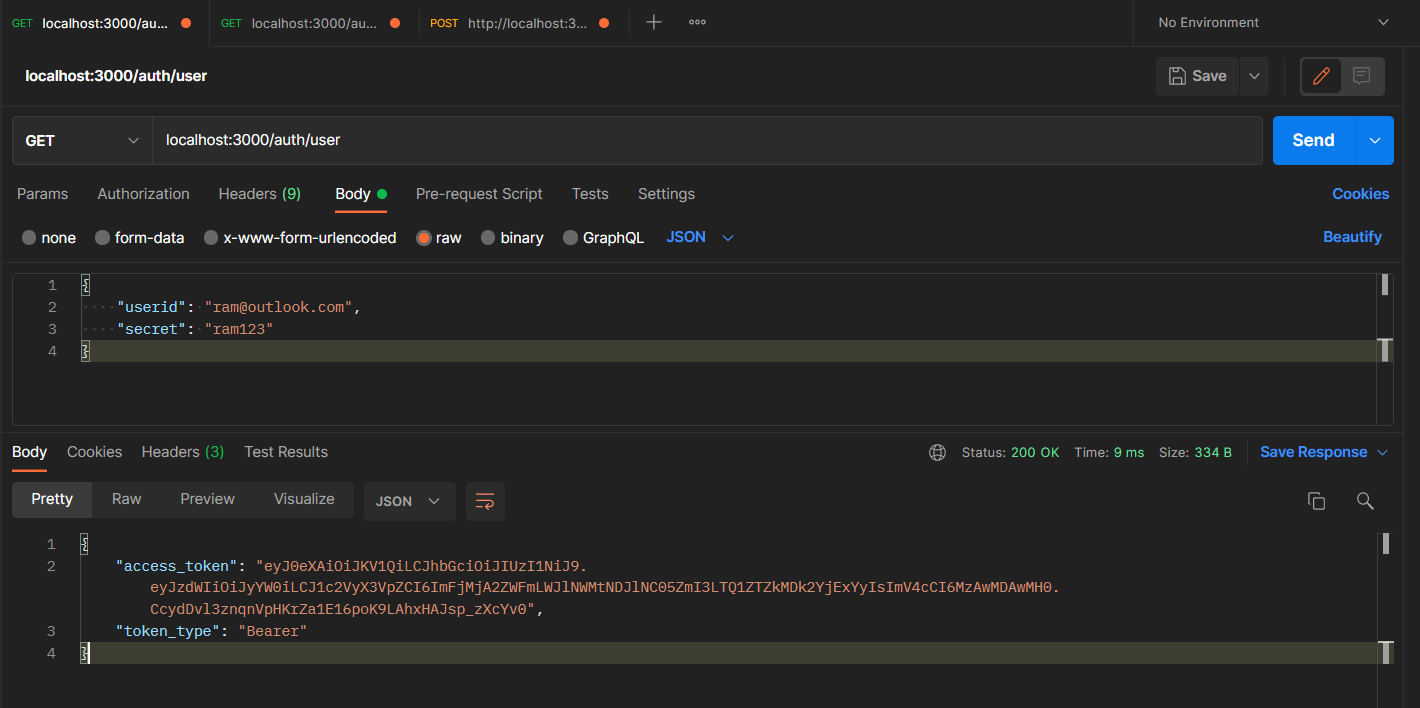 GET localhost:3000/au... GET localhost:3000/au... POST http://localhost:3... No Environment
localhost:3000/auth/user Save
GET localhost:3000/auth/user Send
Params Authorization Headers (9) Body Pre-request Script Tests Settings Cookies
none form-data x-www-form-urlencoded raw binary GraphQL JSON Beautify
1 {
2 "userid": "ram@outlook.com",
3 "secret": "ram123"
4 }
Body Cookies Headers (3) Test Results Status: 200 OK Time: 9 ms Size: 334 B Save Response
Pretty Raw Preview Visualize JSON
1 {
2 "access_token": "eyJ0eXAiOiJKV1QiLCJhbGciOiJIUzI1NiJ9.
eyJzdWIiOiJyYW0iLCJ1c2VyX3VpZCI6ImFjMjA2ZWFmLWJlNWMtNDJlNC05ZmI3LTQ1ZTZkMDk2YjExYyIsImV4cCI6MzAwMDAwMH0.
CcydDvl3znqnVpHKrZa1E16poK9LAhxHAJsp_zXcYv0",
3 "token_type": "Bearer"
4 }